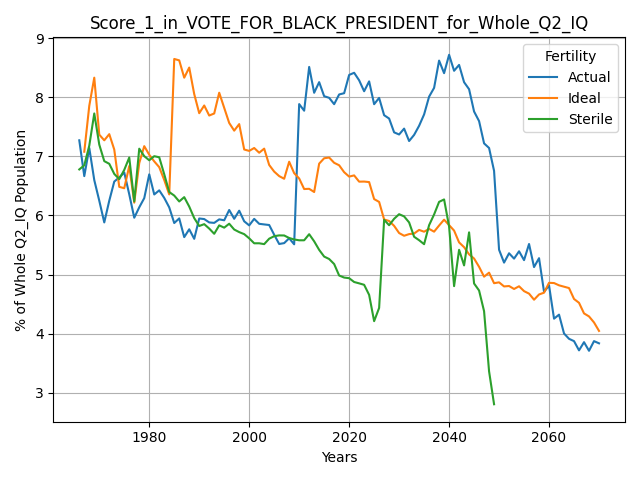 Score_1_in_VOTE_FOR_BLACK_PRESIDENT_for_Whole_Q2_IQ
Fertility
Actual
Ideal
Sterile
% of Whole Q2_IQ Population
9
8
7
6
5
4
3
1980
2000
2020
2040
2060
Years